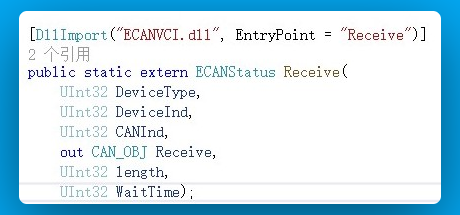 [DllImport("ECANVCI.dll", EntryPoint = "Receive")]
2 个引用
public static extern ECANStatus Receive(
UInt32 DeviceType,
UInt32 DeviceInd,
UInt32 CANInd,
out CAN_OBJ Receive,
UInt32 length,
UInt32 WaitTime);